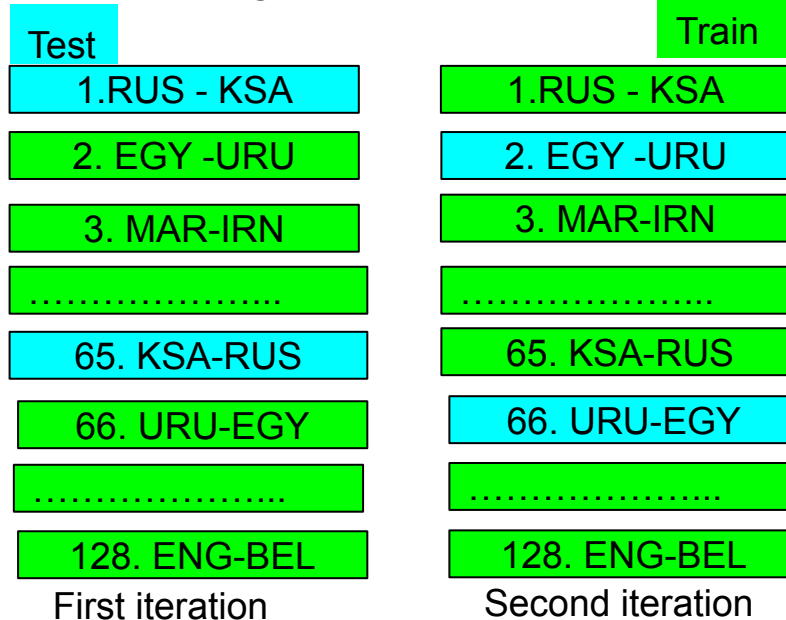 Test
1.RUS - KSA
2. EGY -URU
3. MAR-IRN
…………………...
65. KSA-RUS
66. URU-EGY
…………………...
128. ENG-BEL
First iteration
Train
1.RUS - KSA
2. EGY -URU
3. MAR-IRN
…………………...
65. KSA-RUS
66. URU-EGY
…………………...
128. ENG-BEL
Second iteration